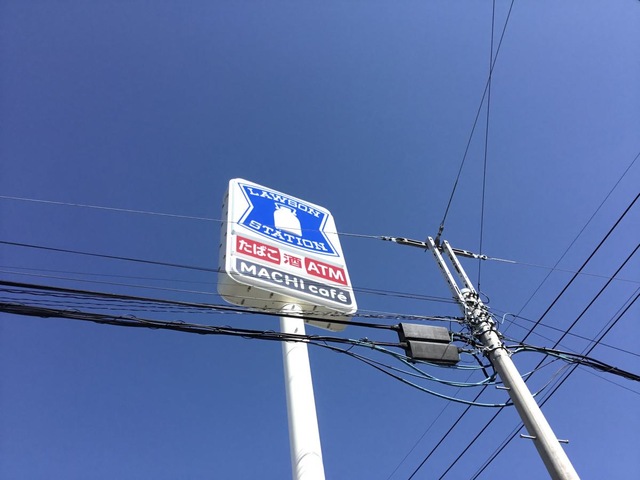 LAWSON
STATION
たばこ 酒 ATM
MACHI café